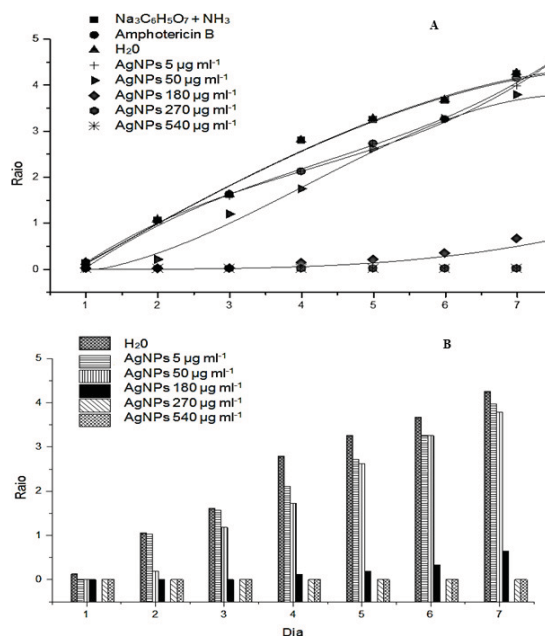 Na₃C₆H₅O₇ + NH₃
A
Amphotericin B
H₂0
AgNPs 5 µg ml⁻¹
AgNPs 50 µg ml⁻¹
AgNPs 180 µg ml⁻¹
AgNPs 270 µg ml⁻¹
AgNPs 540 µg ml⁻¹
5
4
3
2
1
0
Raio
1 2 3 4 5 6 7
B
H₂0
AgNPs 5 µg ml⁻¹
AgNPs 50 µg ml⁻¹
AgNPs 180 µg ml⁻¹
AgNPs 270 µg ml⁻¹
AgNPs 540 µg ml⁻¹
5
4
3
2
1
0
Raio
1 2 3 4 5 6 7
Dia